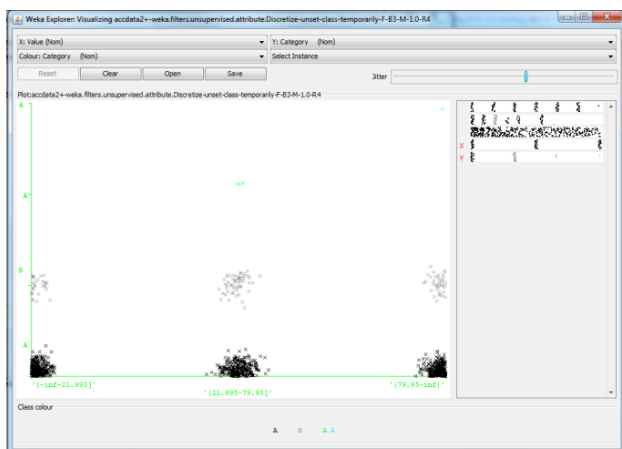 Weka Explorer: Visualizing accdata2+-weka.filters.unsupervised.attribute.Discretize-unset-class-temporarily-F-B3-M-1.0-R4
X: Value (Nom)
Y: Category (Nom)
Colour: Category (Nom)
Select Instance
Reset
Clear
Open
Save
Jitter
Plot:accdata2+-weka.filters.unsupervised.attribute.Discretize-unset-class-temporarily-F-B3-M-1.0-R4
A
A
B
A
X
Y
'(-inf-21.995]'
'(21.995-79.95]'
'(79.95-inf)'
Class colour
A B A A